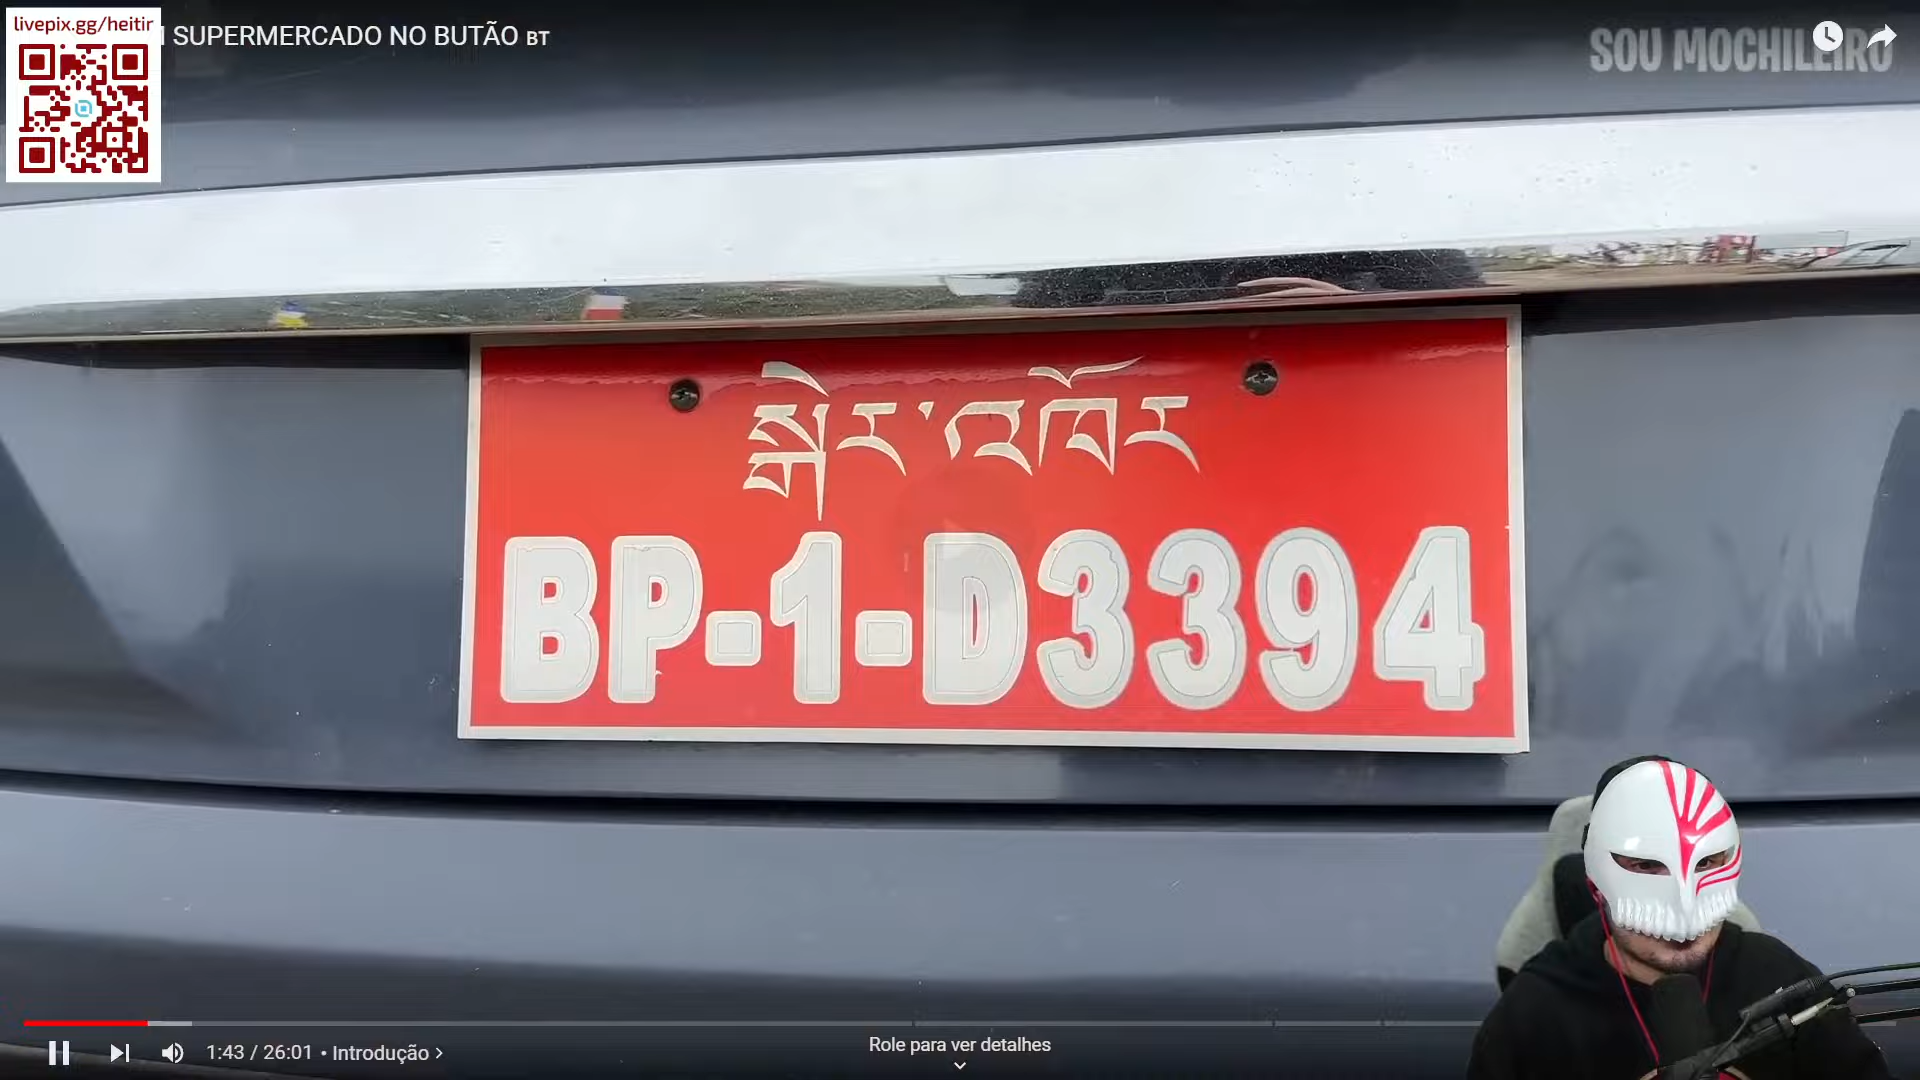 livepix.gg/heitir
SUPERMERCADO NO BUTÃO BT
SOU MOCHILEIRO
སྒེར་འཁོར
BP-1-D3394
1:43 / 26:01 • Introdução
Role para ver detalhes